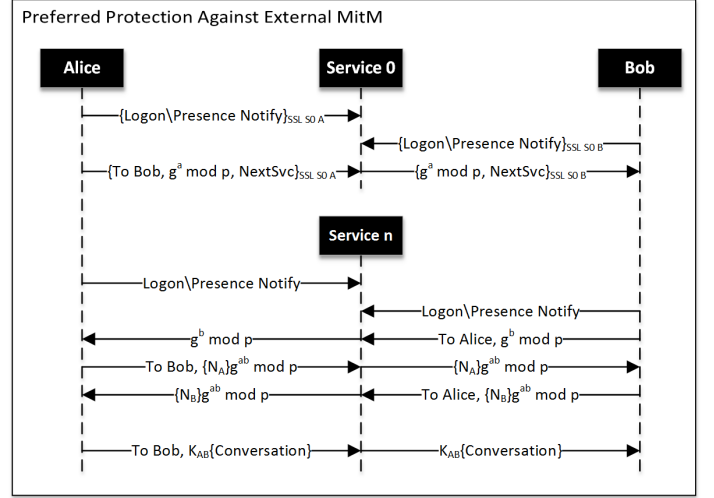 Preferred Protection Against External MitM
Alice Service 0 Bob
{Logon\Presence Notify}SSL S0 A
{Logon\Presence Notify}SSL S0 B
{To Bob, g^a mod p, NextSvc}SSL S0 A {g^a mod p, NextSvc}SSL S0 B
Service n
Logon\Presence Notify
Logon\Presence Notify
g^b mod p To Alice, g^b mod p
To Bob, {NA}g^ab mod p {NA}g^ab mod p
{NB}g^ab mod p To Alice, {NB}g^ab mod p
To Bob, KAB{Conversation} KAB{Conversation}